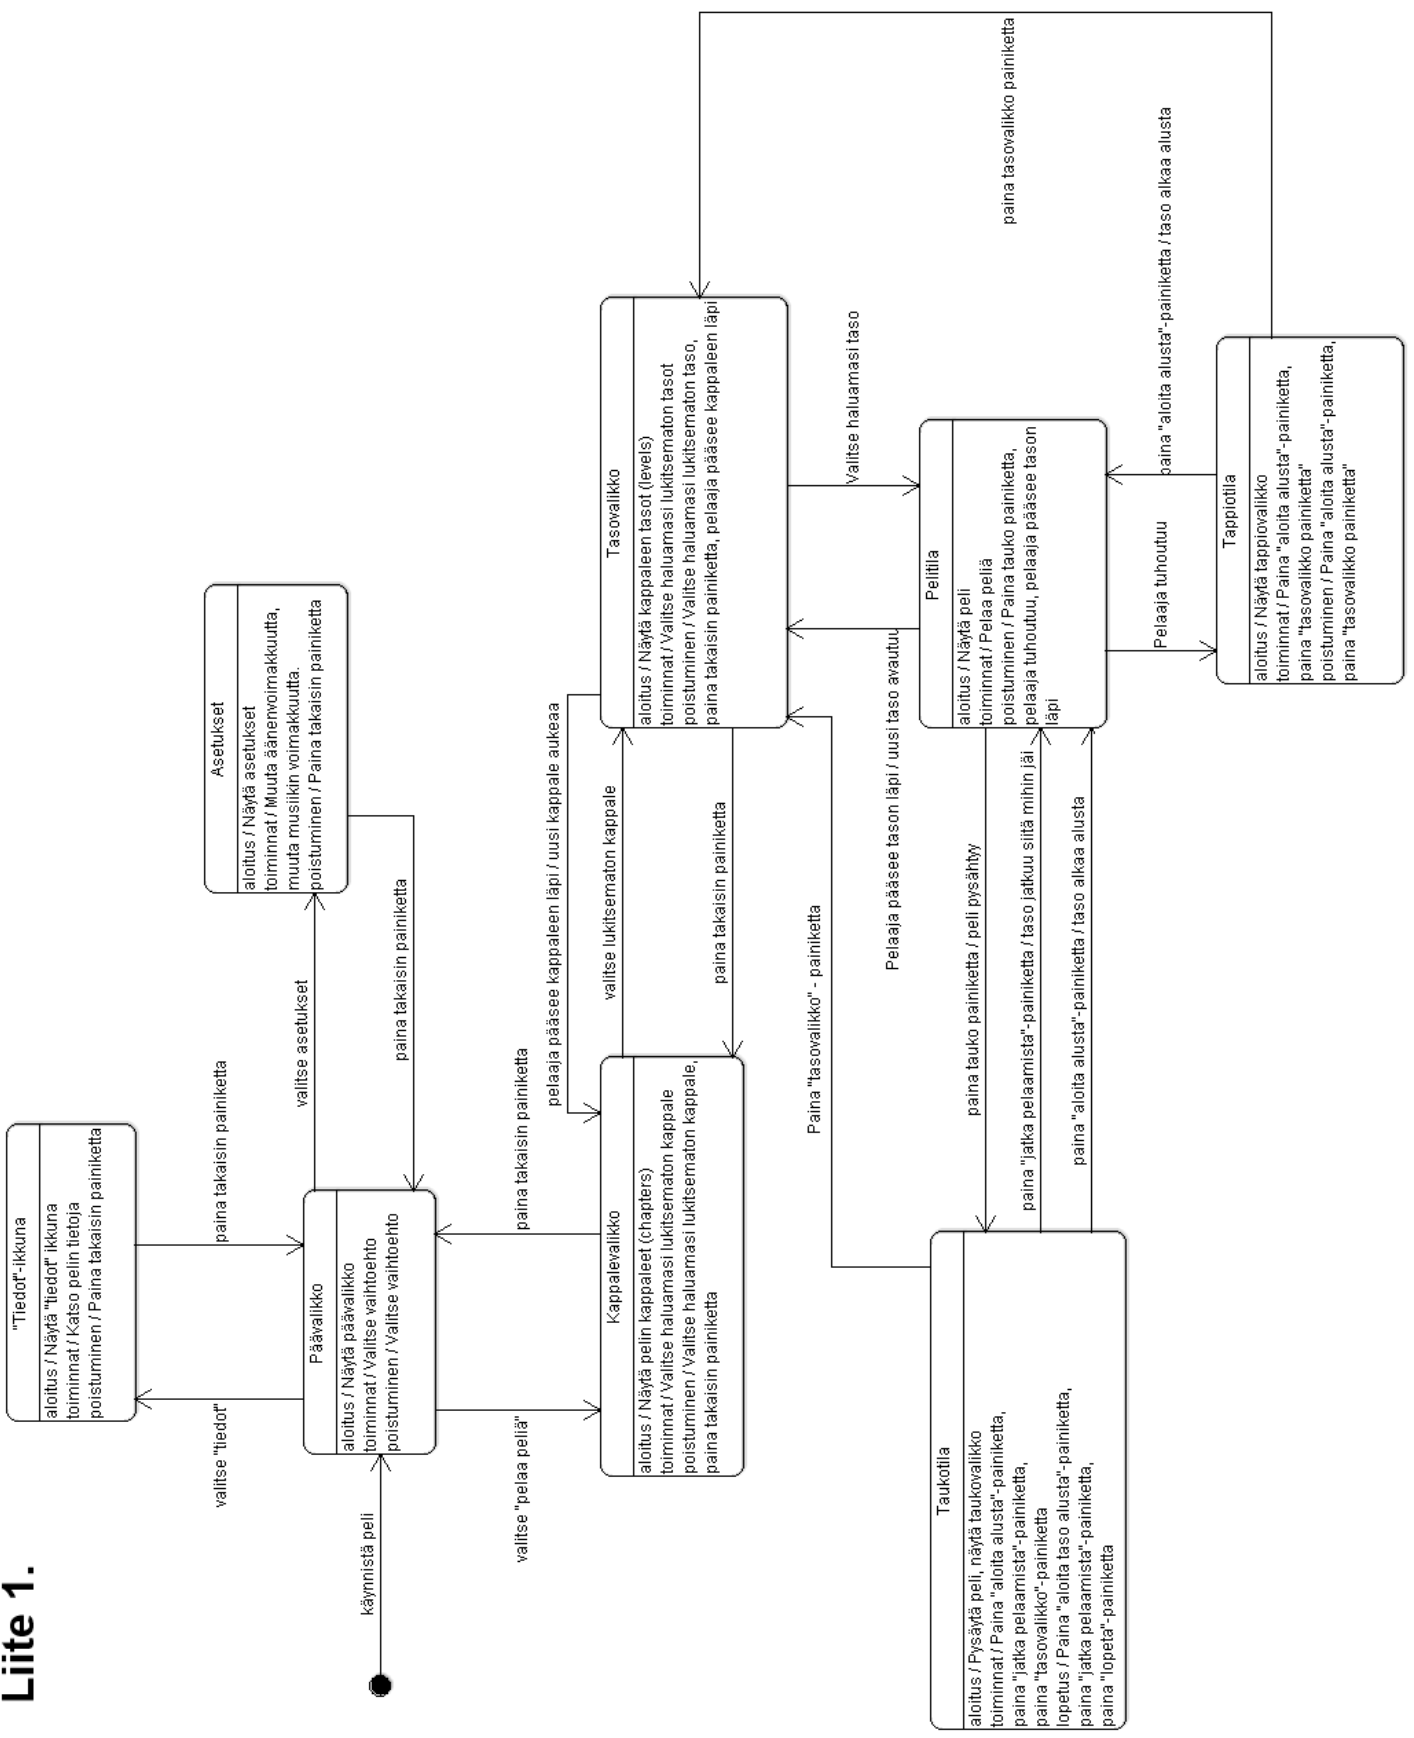 Liite 1.
"Tiedot"-ikkuna
aloitus / Näytä "tiedot" ikkuna
toiminnat / Katso pelin tietoja
poistuminen / Paina takaisin painiketta
valitse "tiedot"
paina takaisin painiketta
Asetukset
aloitus / Näytä asetukset
toiminnat / Muuta äänenvoimakkuutta,
muuta musiikin voimakkuutta.
poistuminen / Paina takaisin painiketta
valitse asetukset
paina takaisin painiketta
käynnistä peli
Päävalikko
aloitus / Näytä päävalikko
toiminnat / Valitse vaihtoehto
poistuminen / Valitse vaihtoehto
valitse "pelaa peliä"
paina takaisin painiketta
pelaaja pääsee kappaleen läpi / uusi kappale aukeaa
valitse lukitsematon kappale
paina takaisin painiketta
Kappalevalikko
aloitus / Näytä pelin kappaleet (chapters)
toiminnat / Valitse haluamasi lukitsematon kappale
poistuminen / Valitse haluamasi lukitsematon kappale,
paina takaisin painiketta
Tasovalikko
aloitus / Näytä kappaleen tasot (levels)
toiminnat / Valitse haluamasi lukitsematon tasot
poistuminen / Valitse haluamasi lukitsematon taso,
paina takaisin painiketta, pelaaja pääsee kappaleen läpi
Paina "tasovalikko" - painiketta
Pelaaja pääsee tason läpi / uusi taso avautuu
Valitse haluamasi taso
paina tasovalikko painiketta
Pelitila
aloitus / Näytä peli
toiminnat / Pelaa peliä
poistuminen / Paina tauko painiketta,
pelaaja tuhoutuu, pelaaja pääsee tason
läpi
paina tauko painiketta / peli pysähtyy
paina "jatka pelaamista"-painiketta / taso jatkuu siitä mihin jäi
paina "aloita alusta"-painiketta / taso alkaa alusta
Taukotila
aloitus / Pysäytä peli, näytä taukovalikko
toiminnat / Paina "aloita alusta"-painiketta,
paina "jatka pelaamista"-painiketta,
paina "tasovalikko"-painiketta
lopetus / Paina "aloita taso alusta"-painiketta,
paina "jatka pelaamista"-painiketta,
paina "lopeta"-painiketta
Pelaaja tuhoutuu
paina "aloita alusta"-painiketta / taso alkaa alusta
Tappiotila
aloitus / Näytä tappiovalikko
toiminnat / Paina "aloita alusta"-painiketta,
paina "tasovalikko painiketta"
poistuminen / Paina "aloita alusta"-painiketta,
paina "tasovalikko painiketta"